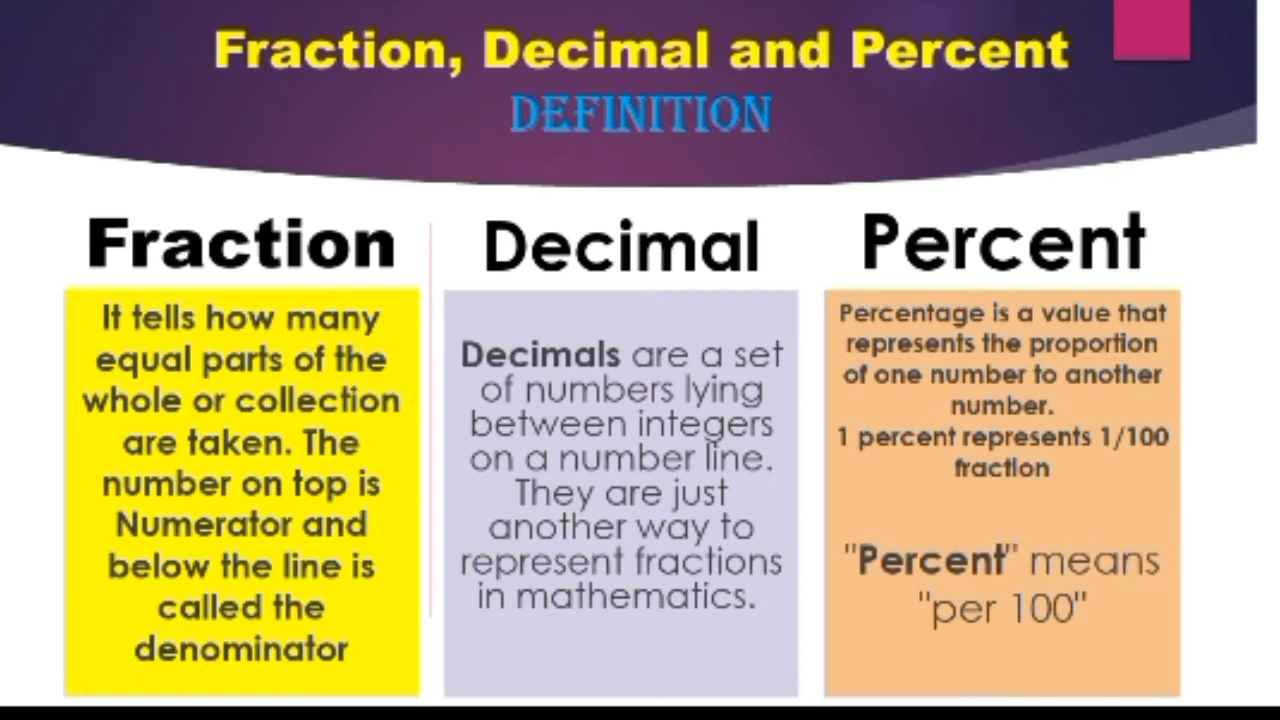 Fraction, Decimal and Percent
DEFINITION
Fraction
It tells how many
equal parts of the
whole or collection
are taken. The
number on top is
Numerator and
below the line is
called the
denominator
Decimal
Decimals are a set
of numbers lying
between integers
on a number line.
They are just
another way to
represent fractions
in mathematics.
Percent
Percentage is a value that
represents the proportion
of one number to another
number.
1 percent represents 1/100
fraction
"Percent" means
"per 100"